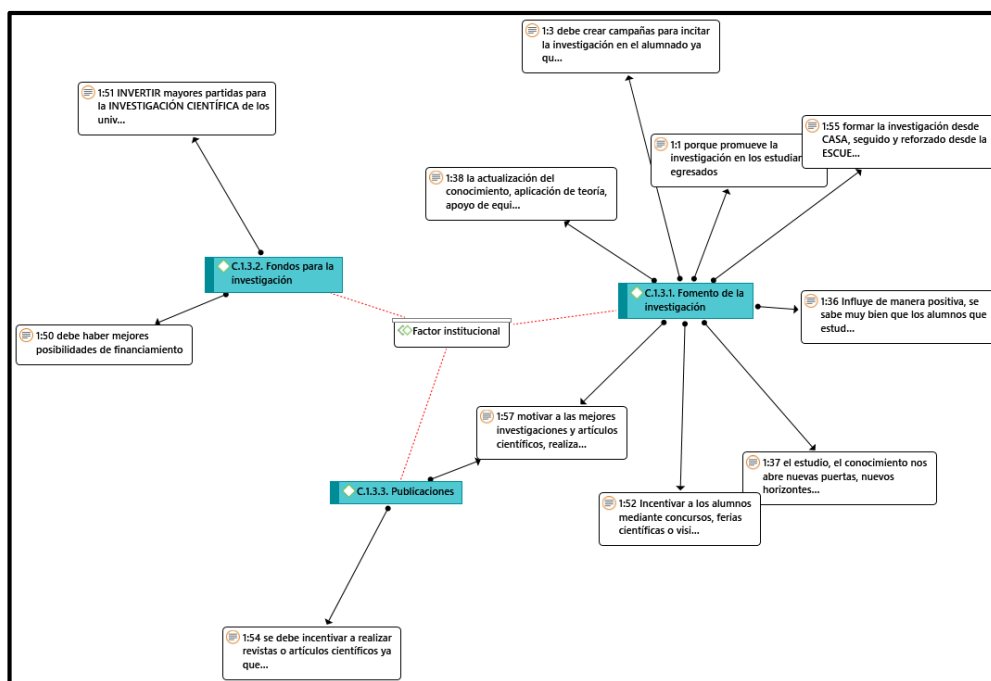 1:3 debe crear campañas para incitar
la investigación en el alumnado ya
qu...
1:51 INVERTIR mayores partidas para
la INVESTIGACIÓN CIENTÍFICA de los
univ...
1:55 formar la investigación desde
CASA, seguido y reforzado desde la
ESCUE...
1:1 porque promueve la
investigación en los estudian
egresados
1:38 la actualización del
conocimiento, aplicación de teoría,
apoyo de equi...
C.1.3.2. Fondos para la
investigación
C.1.3.1. Fomento de la
investigación
1:36 Influye de manera positiva, se
sabe muy bien que los alumnos que
estud...
1:50 debe haber mejores
posibilidades de financiamiento
Factor institucional
1:57 motivar a las mejores
investigaciones y artículos
científicos, realiza...
1:37 el estudio, el conocimiento nos
abre nuevas puertas, nuevos
horizontes...
C.1.3.3. Publicaciones
1:52 Incentivar a los alumnos
mediante concursos, ferias
científicas o visi...
1:54 se debe incentivar a realizar
revistas o artículos científicos ya
que...